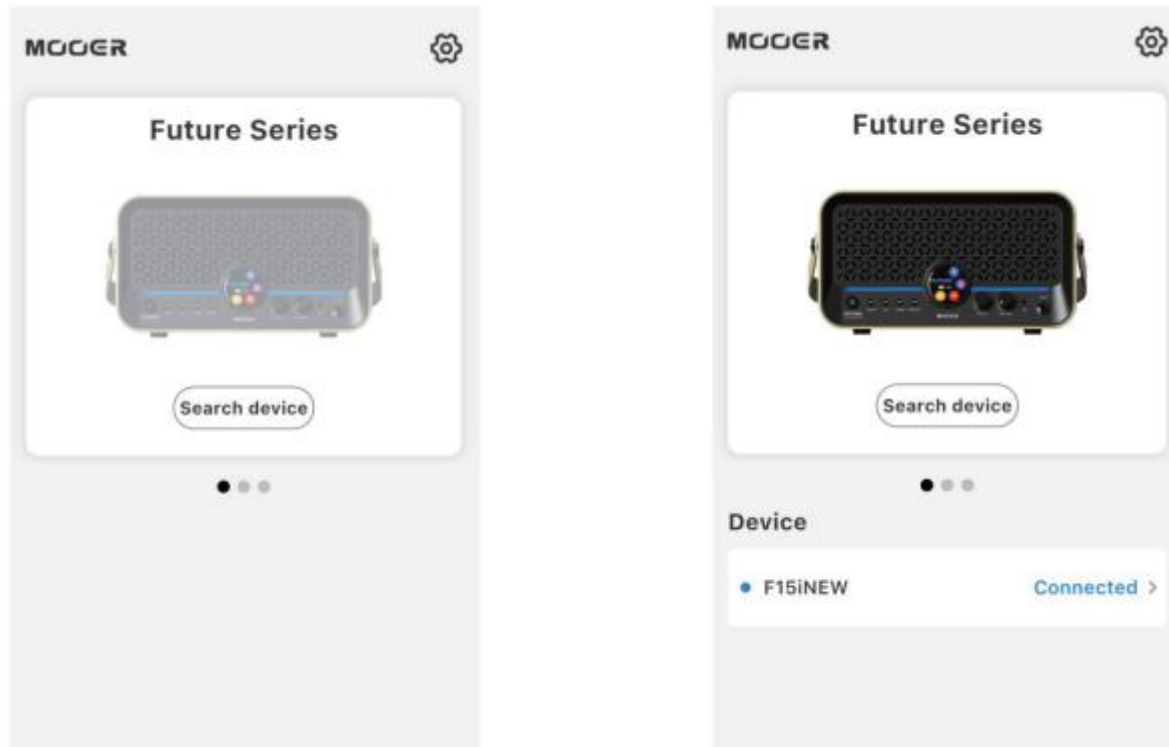 MOOER
Future Series
Search device
MOOER
Future Series
Search device
Device
F15iNEW
Connected >